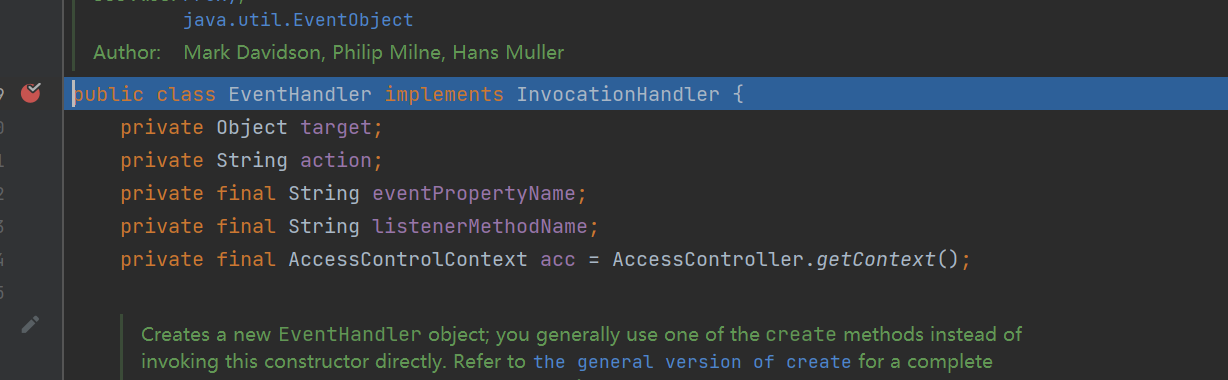 java.util.EventObject
Author: Mark Davidson, Philip Milne, Hans Muller
public class EventHandler implements InvocationHandler {
private Object target;
private String action;
private final String eventPropertyName;
private final String listenerMethodName;
private final AccessControlContext acc = AccessController.getContext();
Creates a new EventHandler object; you generally use one of the create methods instead of
invoking this constructor directly. Refer to the general version of create for a complete